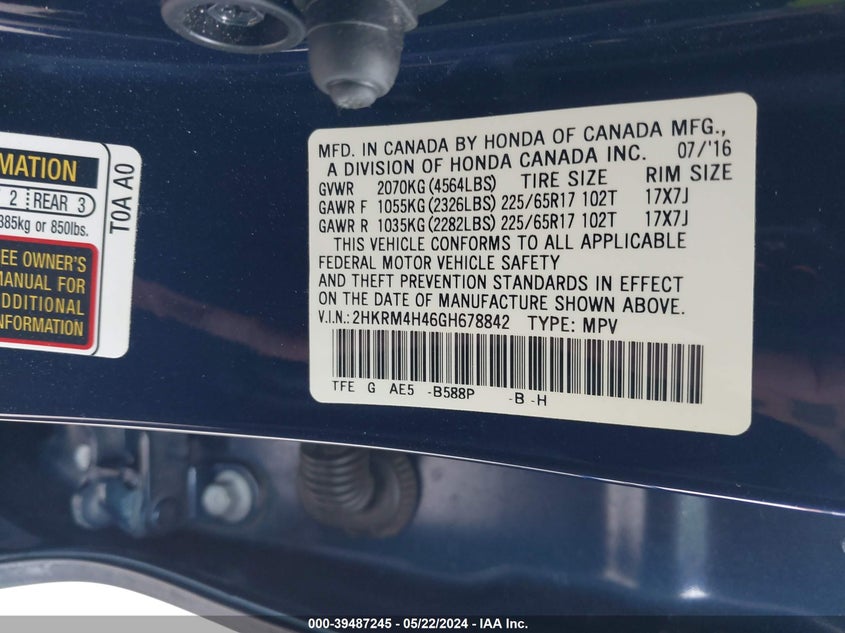 MATION
2 REAR 3
385kg or 850lbs.
EE OWNER'S
MANUAL FOR
DDITIONAL
NFORMATION
T0A A0
MFD. IN CANADA BY HONDA OF CANADA MFG.,
A DIVISION OF HONDA CANADA INC. 07/'16
GVWR 2070KG (4564LBS) TIRE SIZE RIM SIZE
GAWR F 1055KG (2326LBS) 225/65R17 102T 17X7J
GAWR R 1035KG (2282LBS) 225/65R17 102T 17X7J
THIS VEHICLE CONFORMS TO ALL APPLICABLE
FEDERAL MOTOR VEHICLE SAFETY
AND THEFT PREVENTION STANDARDS IN EFFECT
ON THE DATE OF MANUFACTURE SHOWN ABOVE.
V.I.N.: 2HKRM4H46GH678842 TYPE: MPV
TFE G AE5 -B588P -B -H
000-39487245 - 05/22/2024 - IAA Inc.